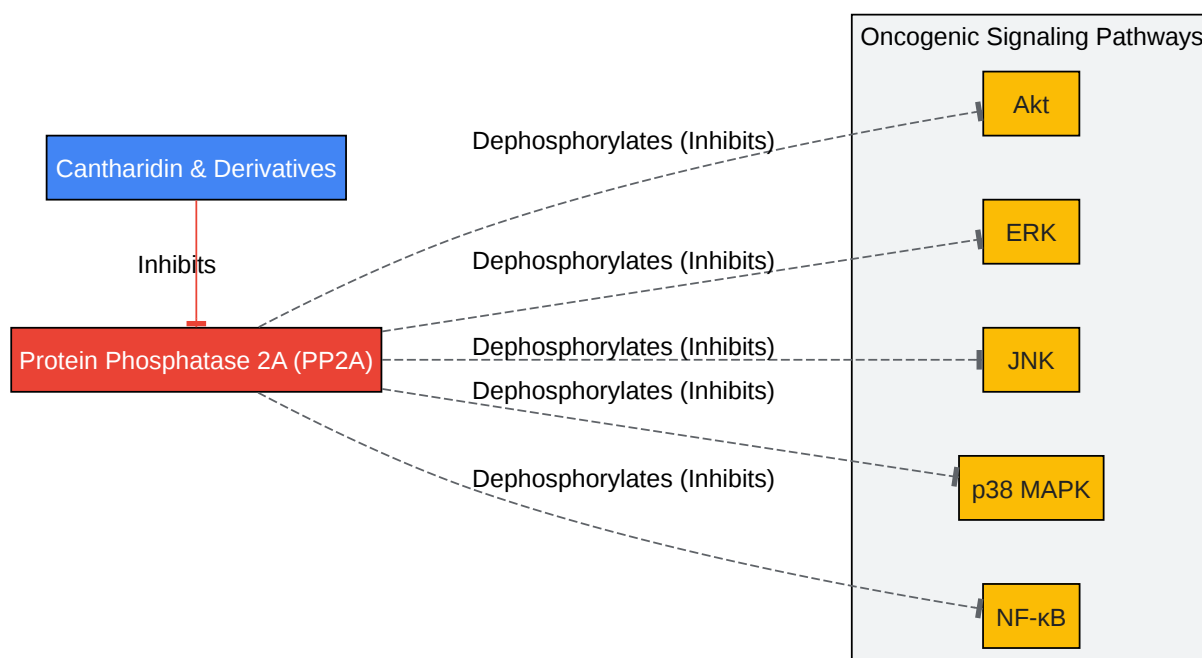 Oncogenic Signaling Pathways
Akt
Dephosphorylates (Inhibits)
Cantharidin & Derivatives
ERK
Dephosphorylates (Inhibits)
Inhibits
Dephosphorylates (Inhibits)
Protein Phosphatase 2A (PP2A)
JNK
Dephosphorylates (Inhibits)
Dephosphorylates (Inhibits)
p38 MAPK
NF-κB